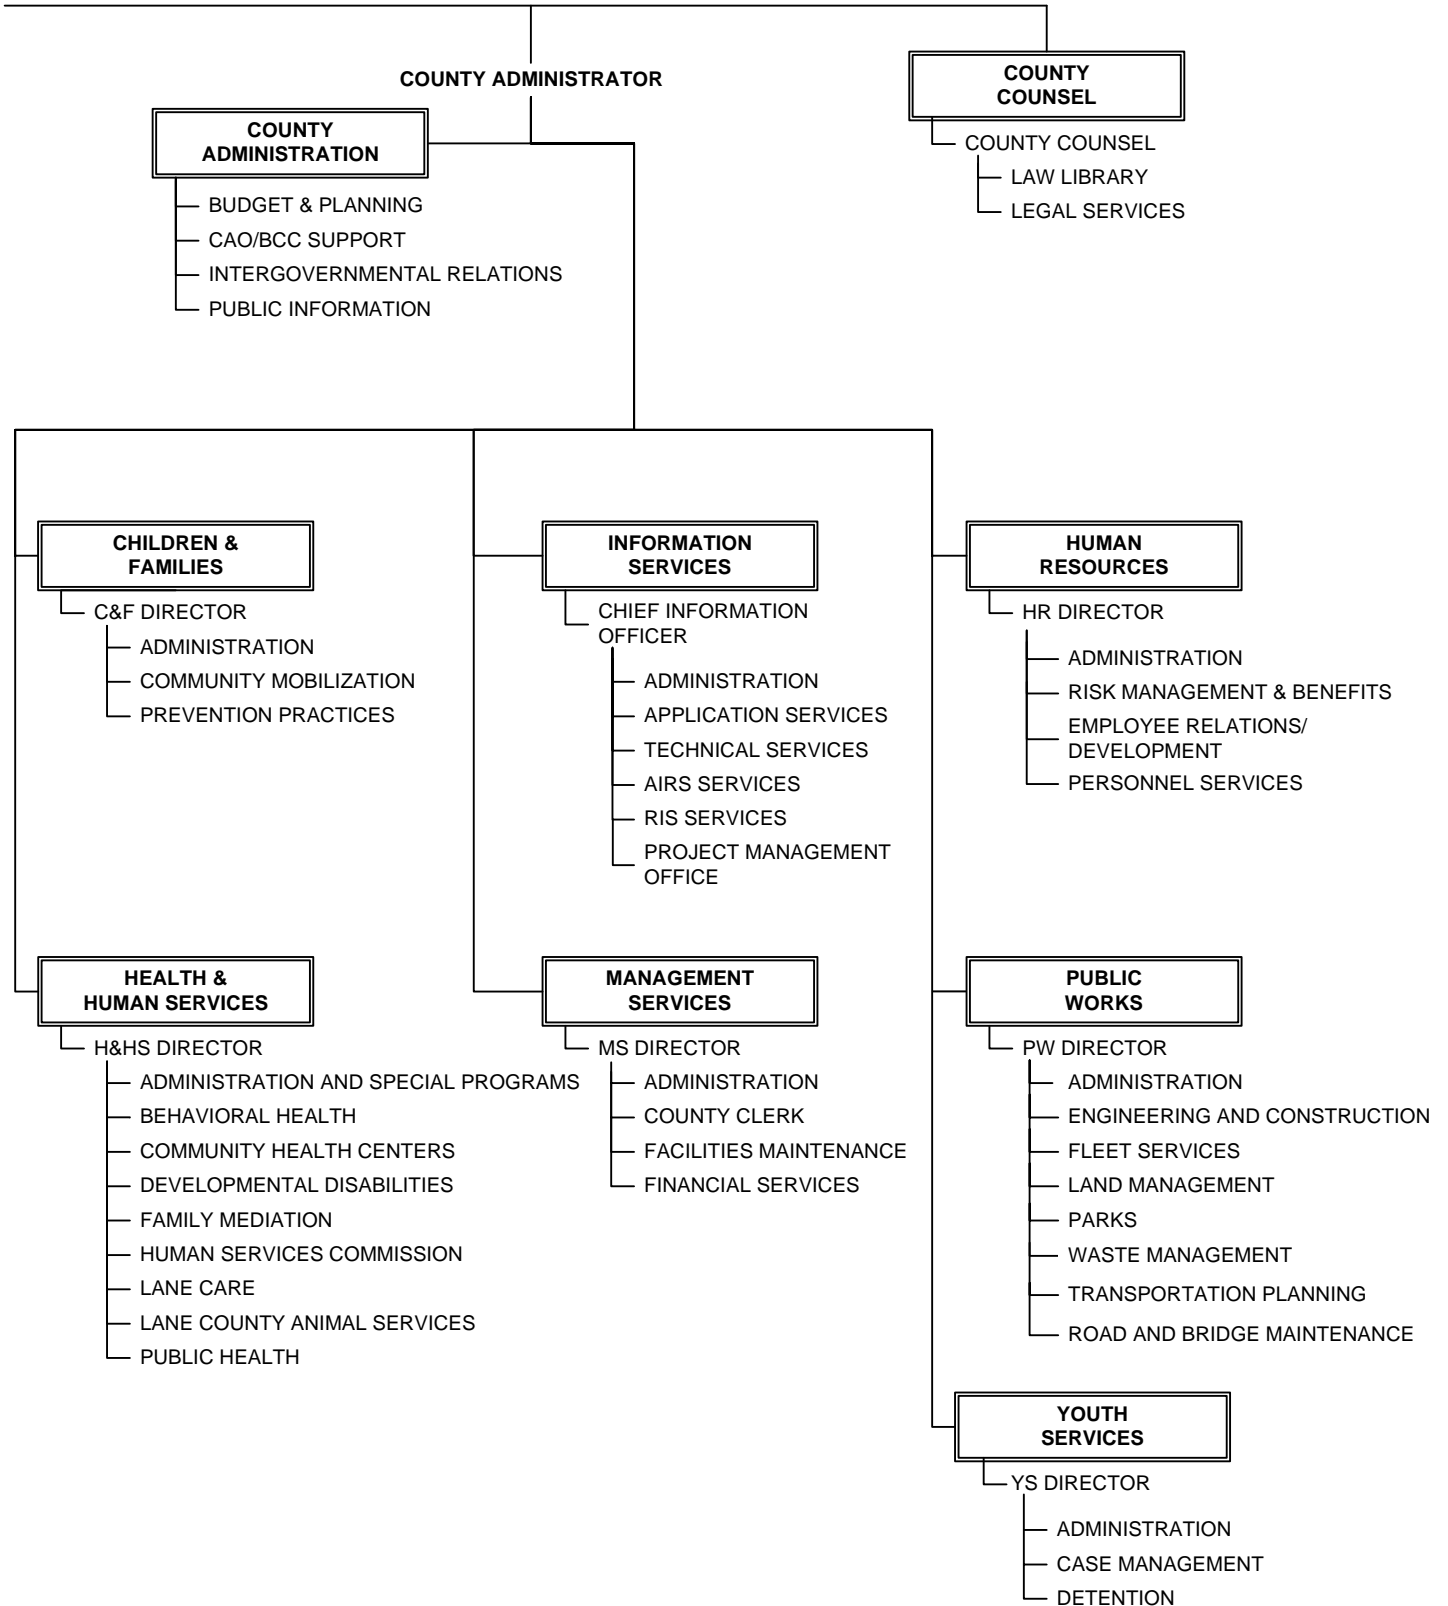 COUNTY ADMINISTRATOR
COUNTY
COUNSEL
COUNTY COUNSEL
LAW LIBRARY
LEGAL SERVICES
COUNTY
ADMINISTRATION
BUDGET & PLANNING
CAO/BCC SUPPORT
INTERGOVERNMENTAL RELATIONS
PUBLIC INFORMATION
CHILDREN &
FAMILIES
C&F DIRECTOR
ADMINISTRATION
COMMUNITY MOBILIZATION
PREVENTION PRACTICES
INFORMATION
SERVICES
CHIEF INFORMATION
OFFICER
ADMINISTRATION
APPLICATION SERVICES
TECHNICAL SERVICES
AIRS SERVICES
RIS SERVICES
PROJECT MANAGEMENT
OFFICE
HUMAN
RESOURCES
HR DIRECTOR
ADMINISTRATION
RISK MANAGEMENT & BENEFITS
EMPLOYEE RELATIONS/
DEVELOPMENT
PERSONNEL SERVICES
HEALTH &
HUMAN SERVICES
H&HS DIRECTOR
ADMINISTRATION AND SPECIAL PROGRAMS
BEHAVIORAL HEALTH
COMMUNITY HEALTH CENTERS
DEVELOPMENTAL DISABILITIES
FAMILY MEDIATION
HUMAN SERVICES COMMISSION
LANE CARE
LANE COUNTY ANIMAL SERVICES
PUBLIC HEALTH
MANAGEMENT
SERVICES
MS DIRECTOR
ADMINISTRATION
COUNTY CLERK
FACILITIES MAINTENANCE
FINANCIAL SERVICES
PUBLIC
WORKS
PW DIRECTOR
ADMINISTRATION
ENGINEERING AND CONSTRUCTION
FLEET SERVICES
LAND MANAGEMENT
PARKS
WASTE MANAGEMENT
TRANSPORTATION PLANNING
ROAD AND BRIDGE MAINTENANCE
YOUTH
SERVICES
YS DIRECTOR
ADMINISTRATION
CASE MANAGEMENT
DETENTION